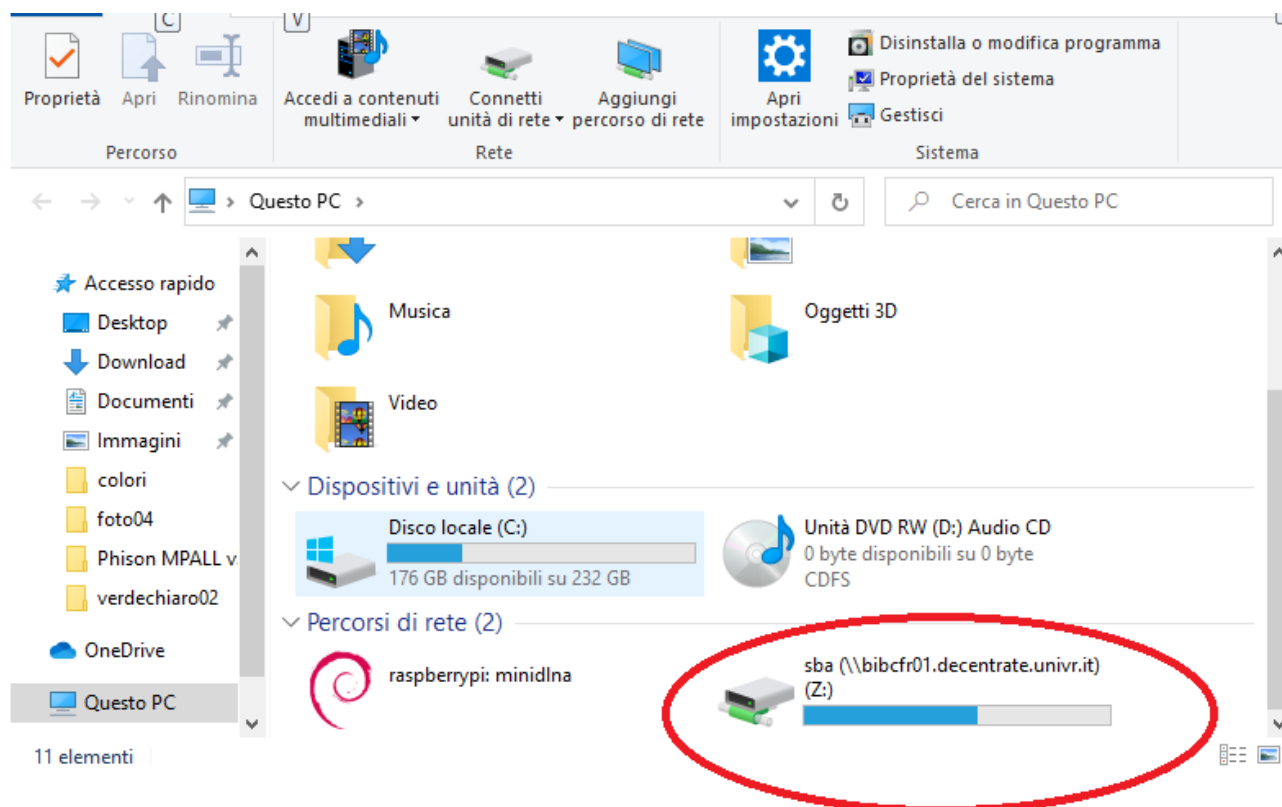 C
V
Proprietà
Apri
Rinomina
Accedi a contenuti
multimediali
Connetti
unità di rete
Aggiungi
percorso di rete
Apri
impostazioni
Disinstalla o modifica programma
Proprietà del sistema
Gestisci
Percorso
Rete
Sistema
Questo PC
Cerca in Questo PC
Accesso rapido
Desktop
Download
Documenti
Immagini
colori
foto04
Phison MPALL v
verdechiaro02
OneDrive
Questo PC
Musica
Oggetti 3D
Video
Dispositivi e unità (2)
Disco locale (C:)
176 GB disponibili su 232 GB
Unità DVD RW (D:) Audio CD
0 byte disponibili su 0 byte
CDFS
Percorsi di rete (2)
raspberrypi: minidlna
sba (\\bibcfr01.decentrate.univr.it)
(Z:)
11 elementi